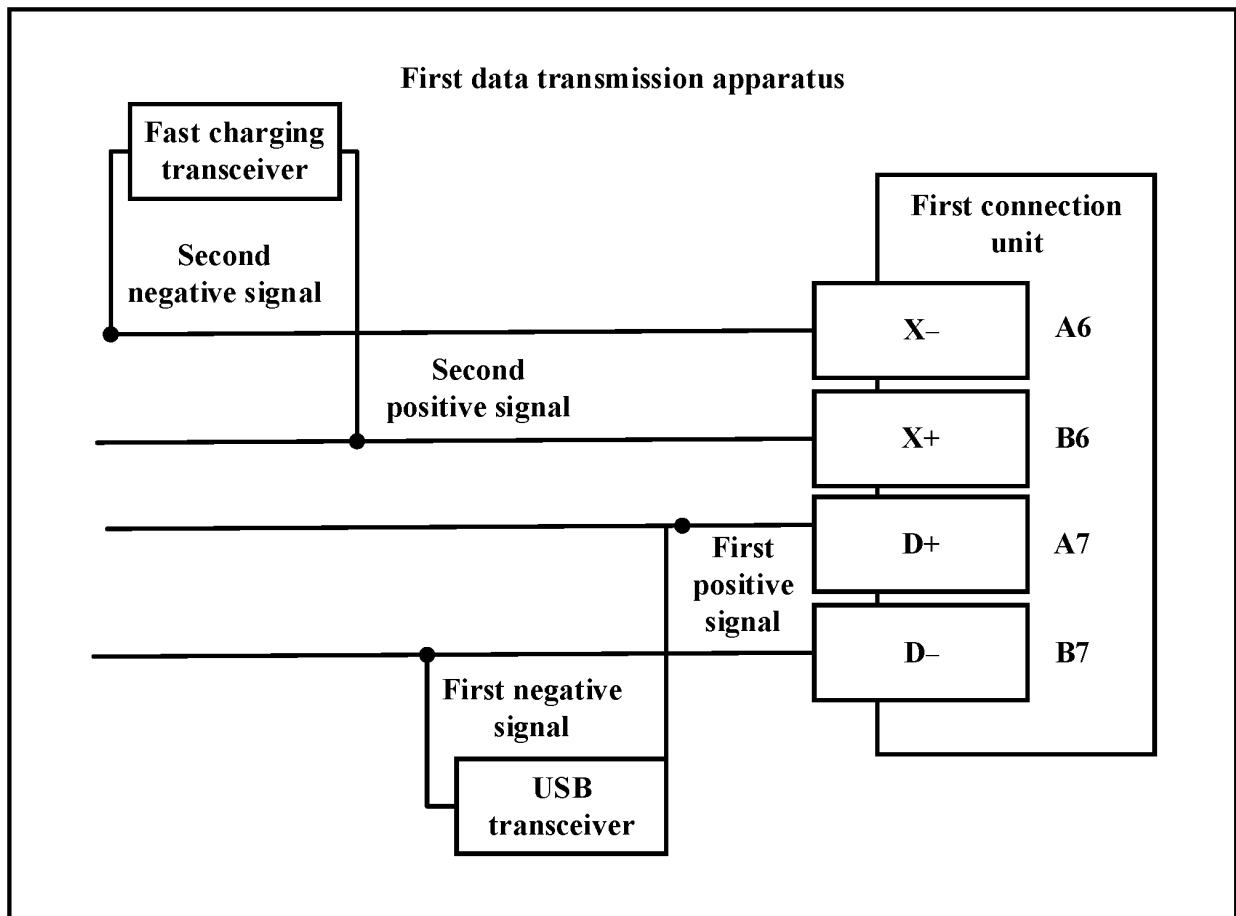 First data transmission apparatus
Fast charging
transceiver
First connection
unit
Second
negative signal
X–
A6
Second
positive signal
X+
B6
D+
A7
First
positive
signal
D–
B7
First negative
signal
USB
transceiver